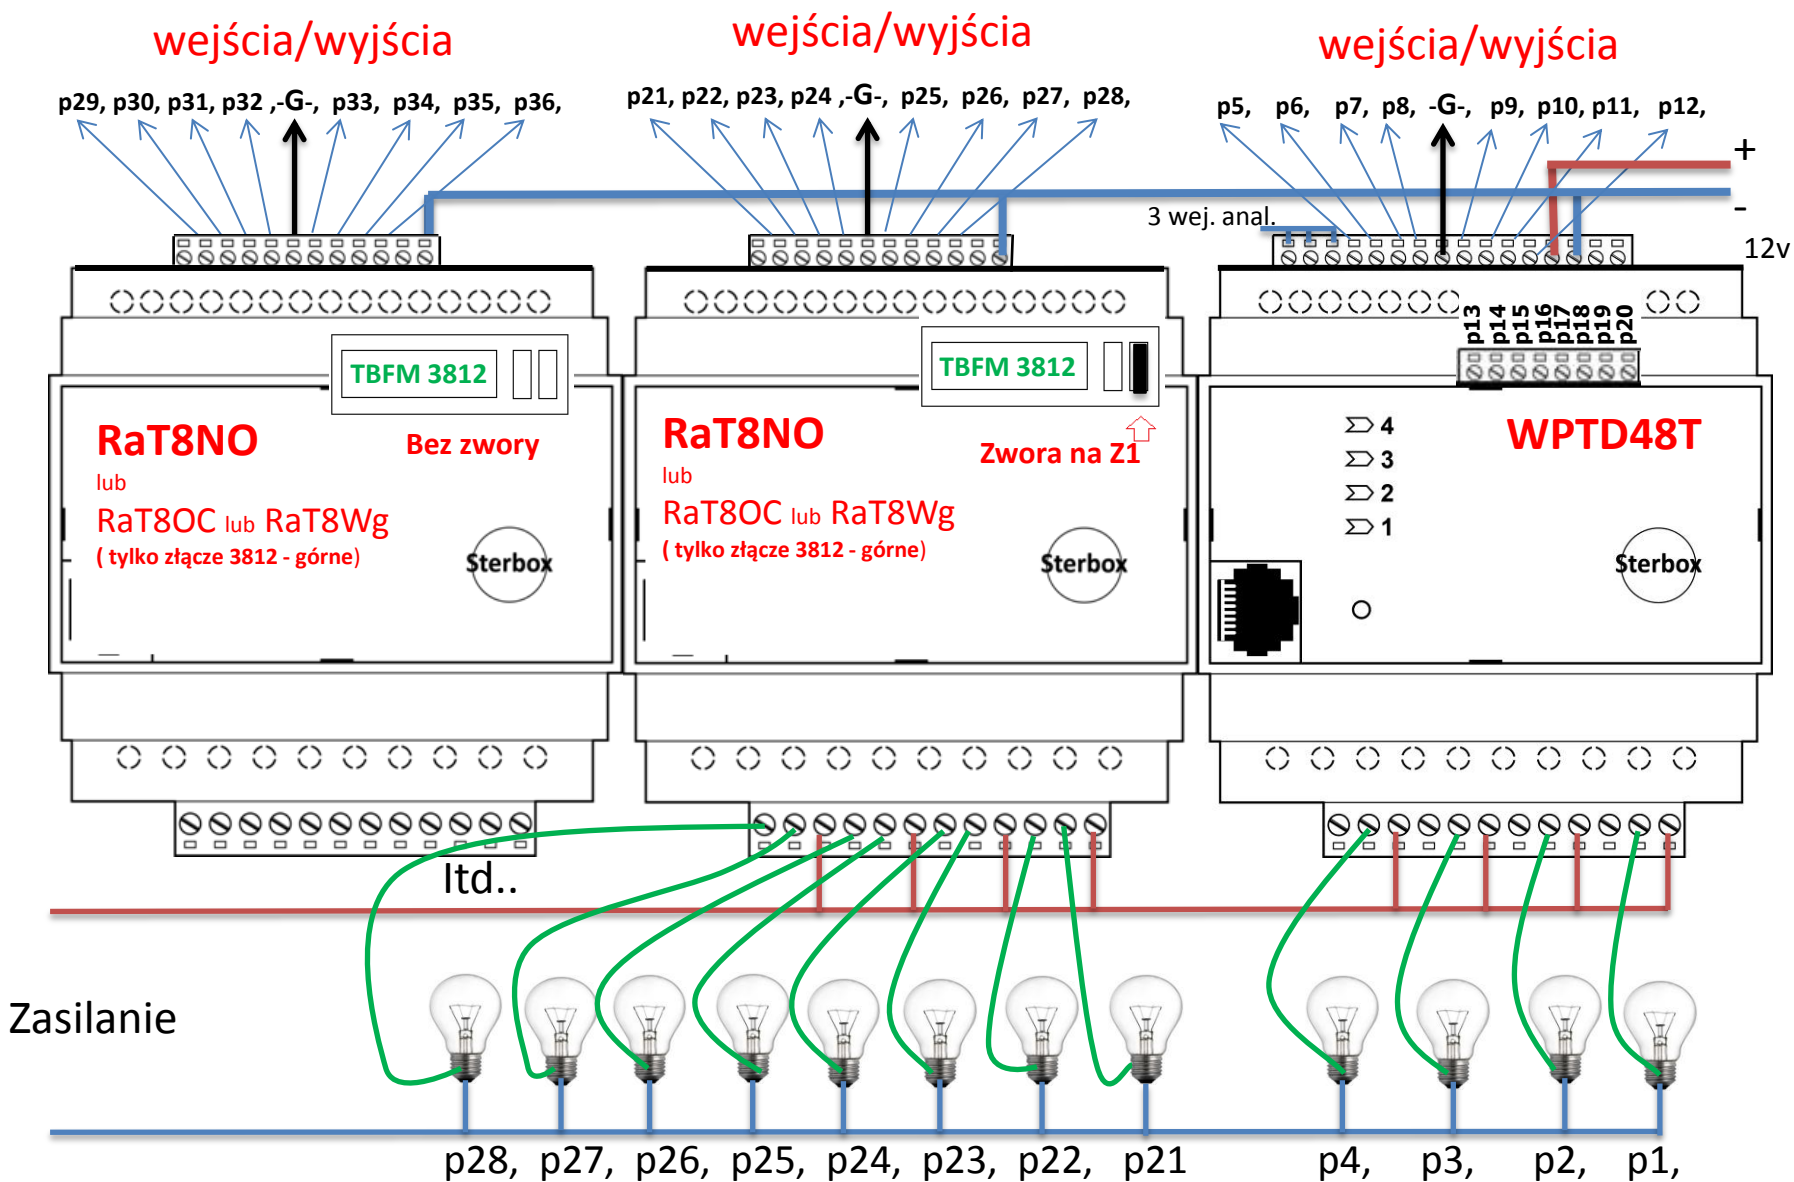 wejścia/wyjścia
wejścia/wyjścia
wejścia/wyjścia
p29, p30, p31, p32 ,-G-, p33, p34, p35, p36,
p21, p22, p23, p24 ,-G-, p25, p26, p27, p28,
p5, p6, p7, p8, -G-, p9, p10, p11, p12,
+
-
12v
3 wej. anal.
p13
p14
p15
p16
p17
p18
p19
p20
TBFM 3812
RaT8NO
Bez zwory
lub
RaT8OC lub RaT8Wg
( tylko złącze 3812 - górne)
Sterbox
TBFM 3812
RaT8NO
Zwora na Z1
lub
RaT8OC lub RaT8Wg
( tylko złącze 3812 - górne)
Sterbox
WPTD48T
4
3
2
1
Sterbox
Itd..
Zasilanie
p28, p27, p26, p25, p24, p23, p22, p21
p4, p3, p2, p1,